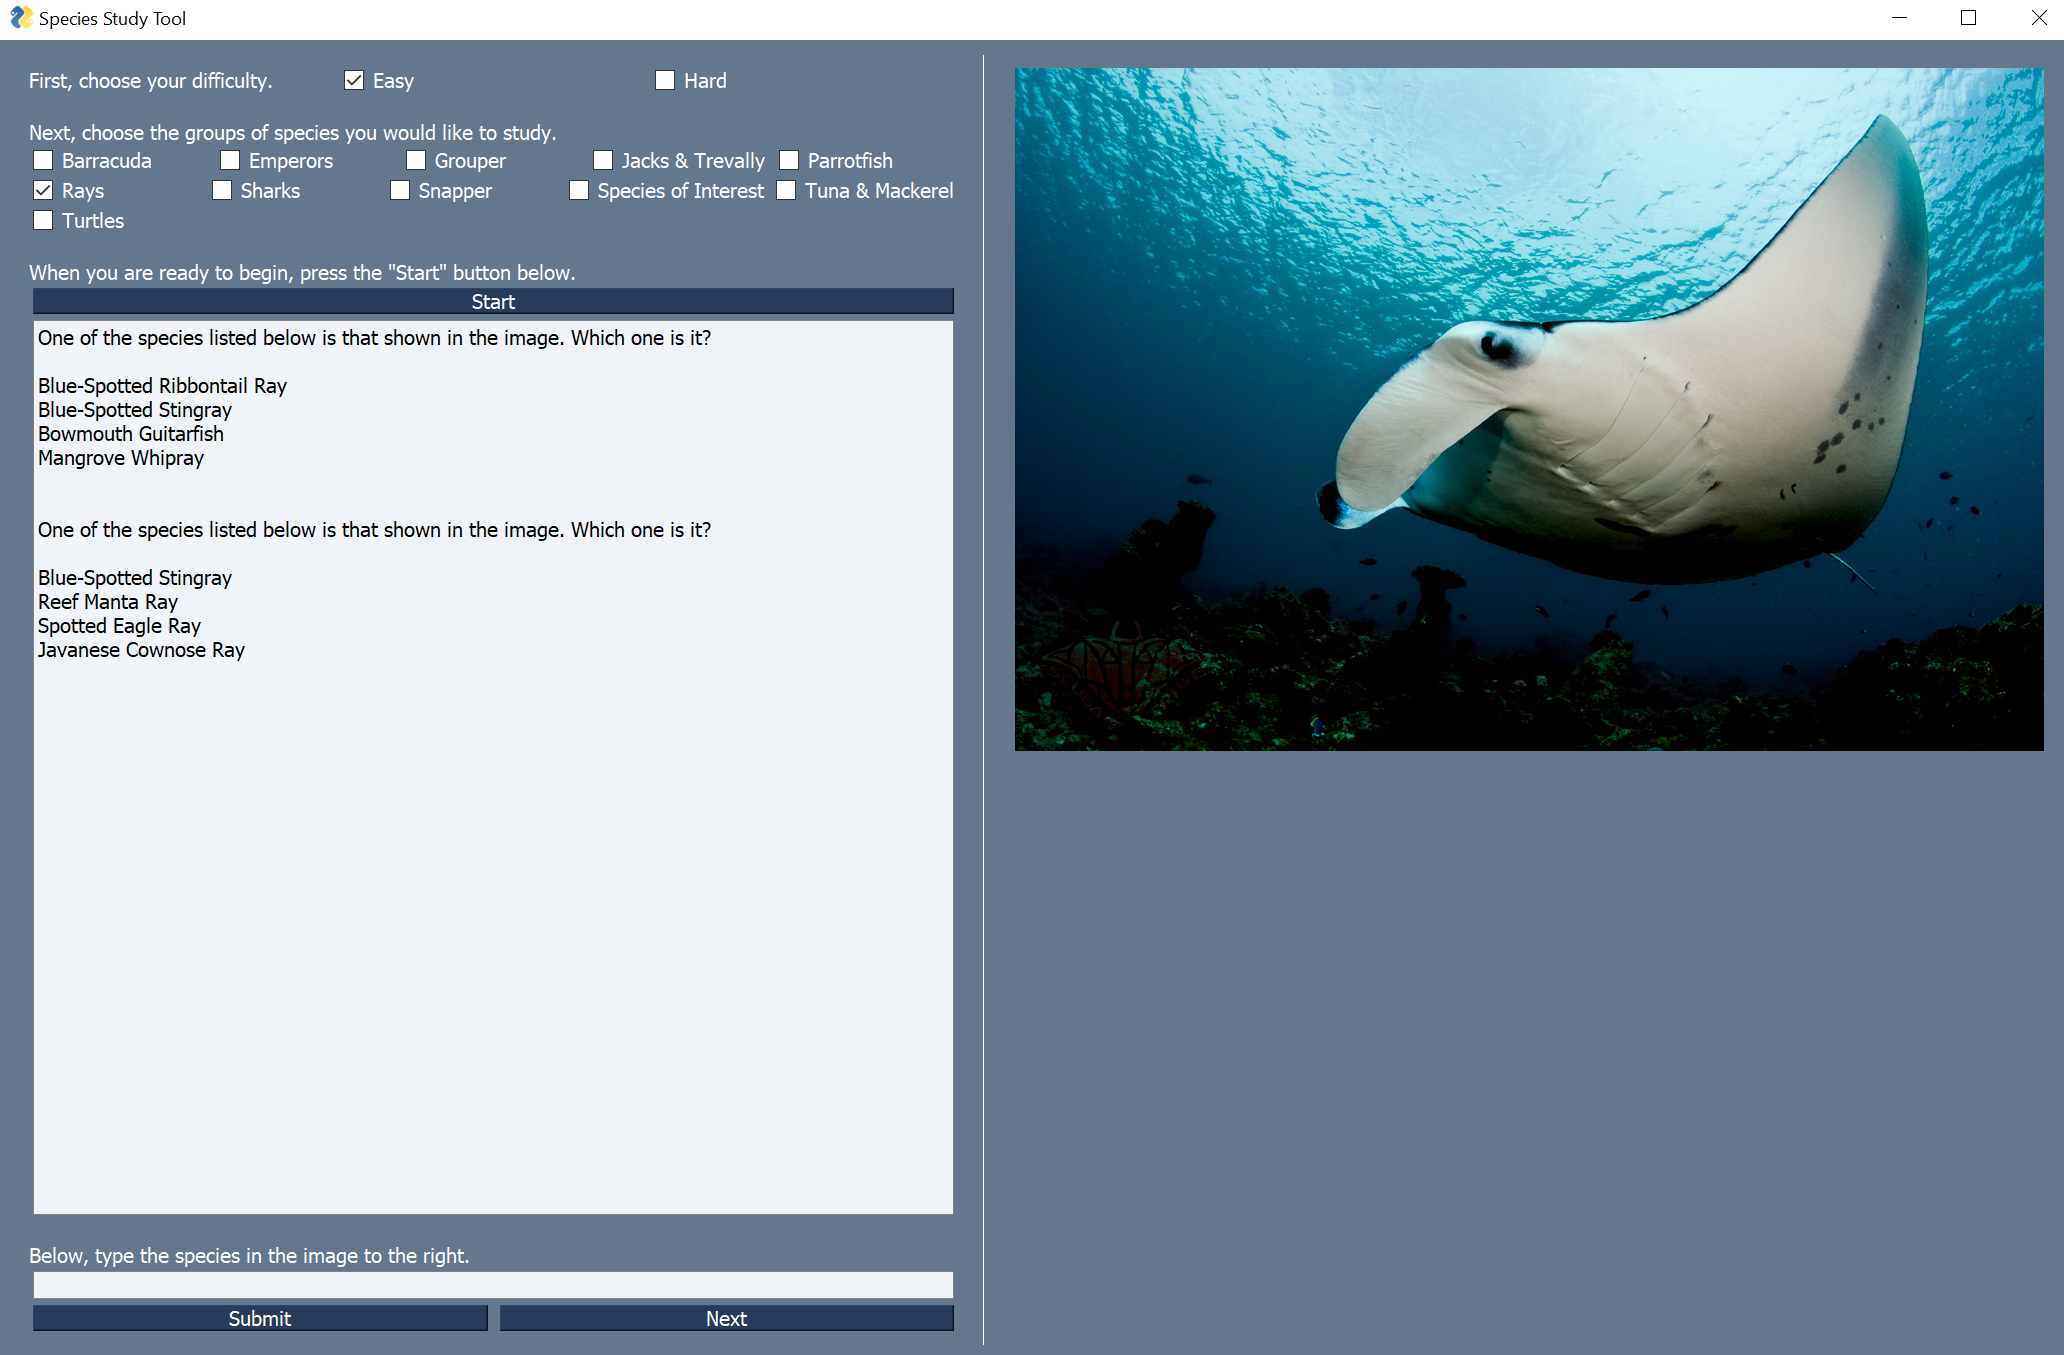 Species Study Tool
First, choose your difficulty. Easy Hard
Next, choose the groups of species you would like to study.
Barracuda Emperors Grouper Jacks & Trevally Parrotfish
Rays Sharks Snapper Species of Interest Tuna & Mackerel
Turtles
When you are ready to begin, press the "Start" button below.
Start
One of the species listed below is that shown in the image. Which one is it?
Blue-Spotted Ribbontail Ray
Blue-Spotted Stingray
Bowmouth Guitarfish
Mangrove Whipray
One of the species listed below is that shown in the image. Which one is it?
Blue-Spotted Stingray
Reef Manta Ray
Spotted Eagle Ray
Javanese Cownose Ray
Below, type the species in the image to the right.
Submit Next